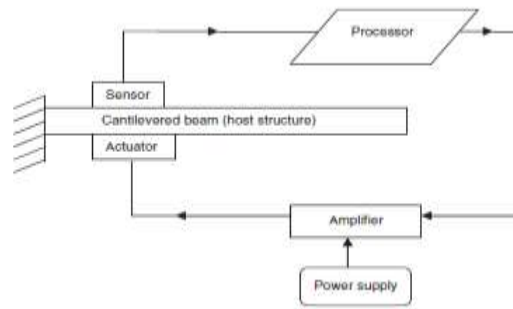 Processor
Sensor
Cantilevered beam (host structure)
Actuator
Amplifier
Power supply